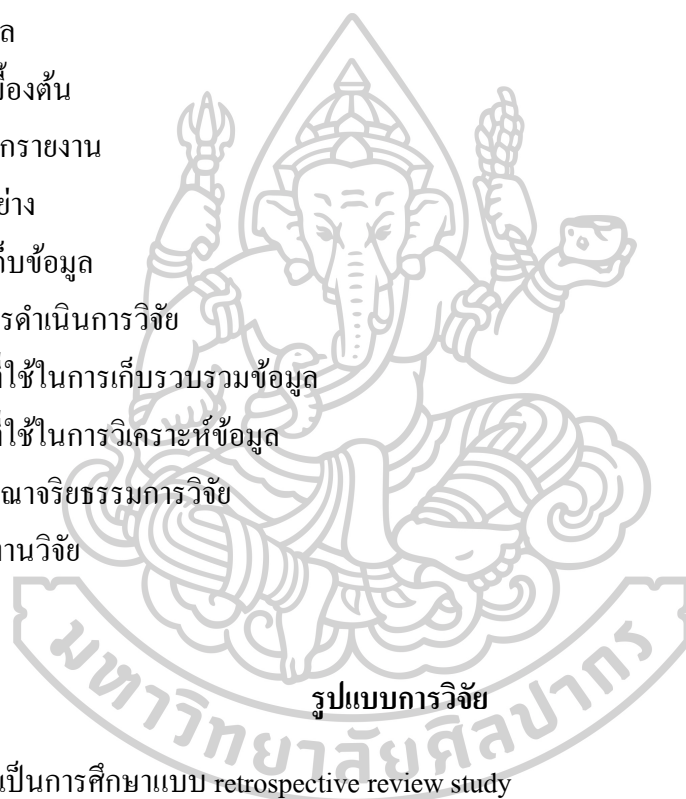 ล
บื้องต้น
กรายงาน
ย่าง
ก็บข้อมูล
รดำเนินการวิจัย
ที่ใช้ในการเก็บรวบรวมข้อมูล
ที่ใช้ในการวิเคราะห์ข้อมูล
ณาจริยธรรมการวิจัย
านวิจัย
รูปแบบการวิจัย
มหาวิทยาลัยศิลปากร
เป็นการศึกษาแบบ retrospective review study